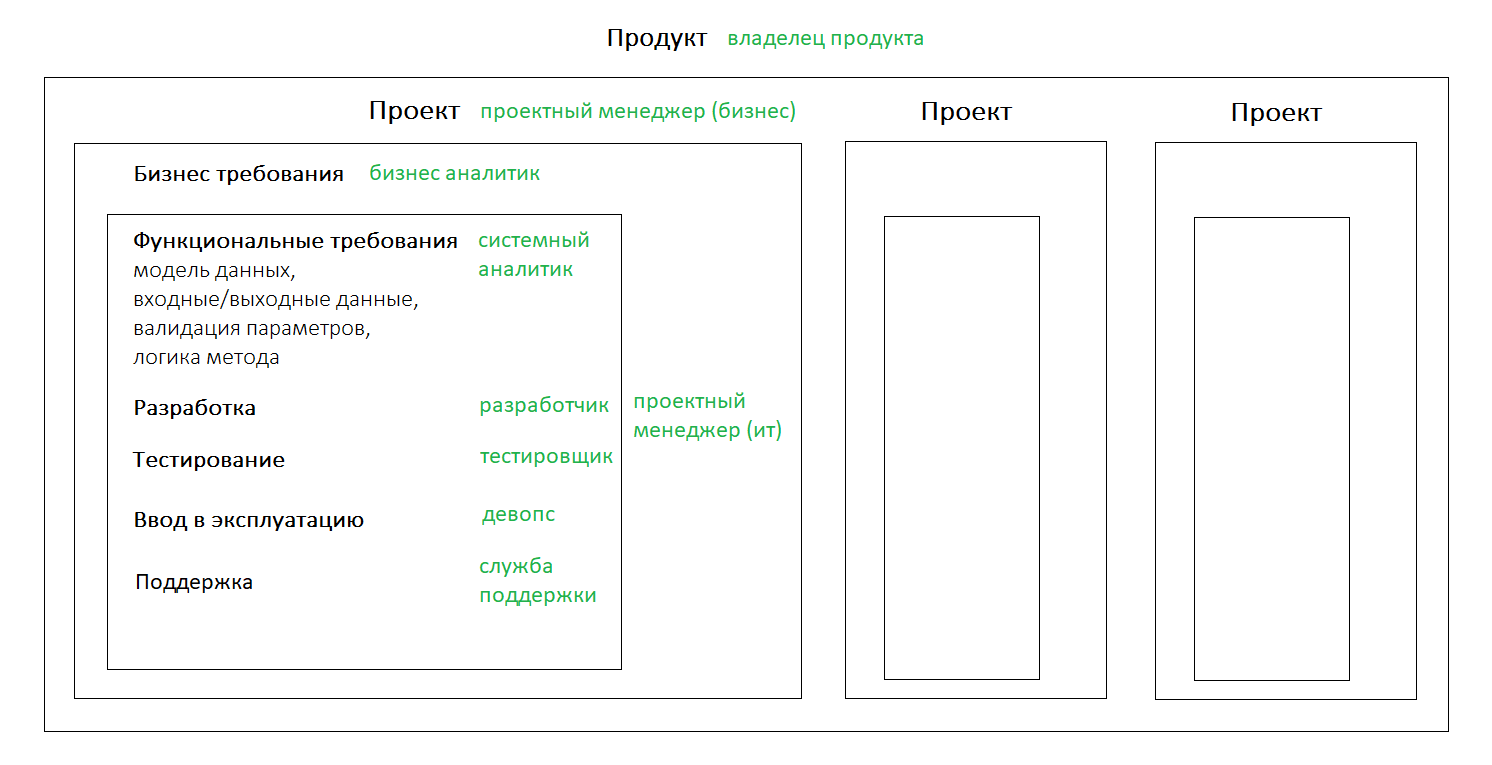 Продукт владелец продукта
Проект проектный менеджер (бизнес)
Проект
Проект
Бизнес требования бизнес аналитик
Функциональные требования системный
аналитик
модель данных,
входные/выходные данные,
валидация параметров,
логика метода
Разработка разработчик
проектный
менеджер (ит)
Тестирование тестировщик
Ввод в эксплуатацию девопс
Поддержка служба
поддержки